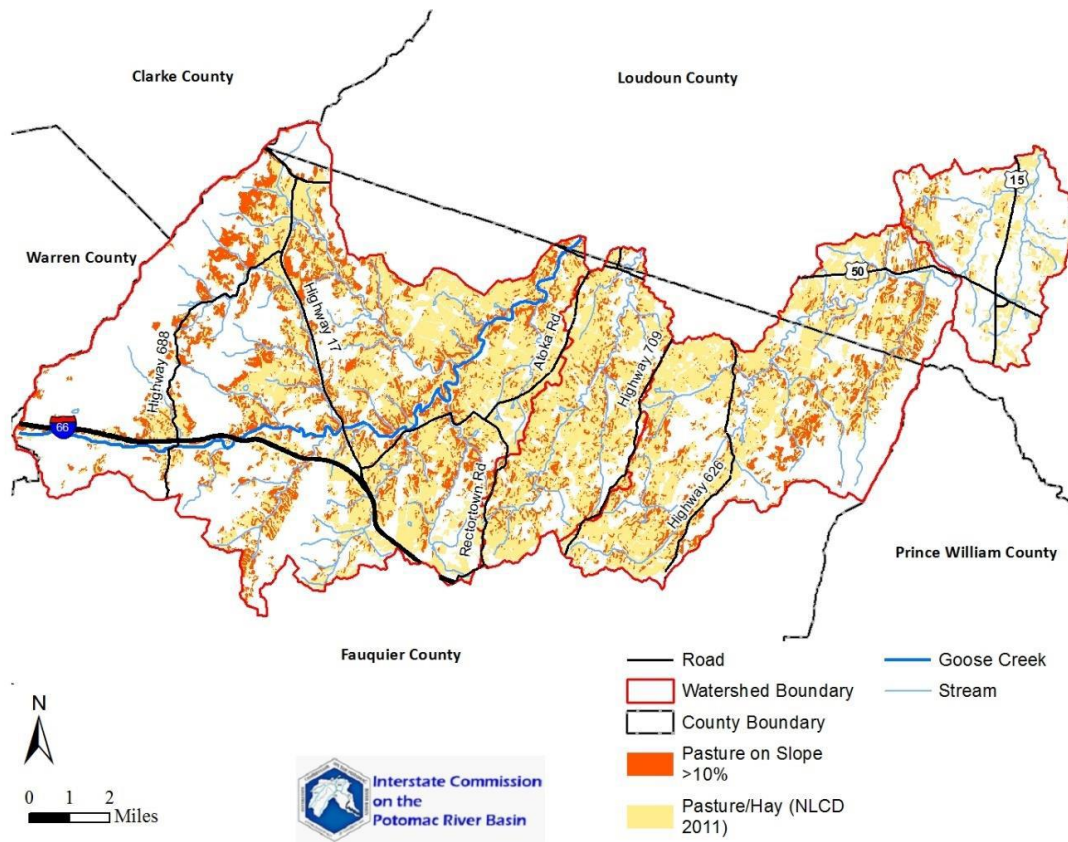 Clarke County
Loudoun County
15
Warren County
50
Highway 17
Highway 688
Atoka Rd
Highway 709
66
Highway 626
Rectortown Rd
Prince William County
Fauquier County
Road
Goose Creek
Watershed Boundary
Stream
County Boundary
Pasture on Slope
>10%
Pasture/Hay (NLCD
2011)
N
0 1 2
Miles
Interstate Commission
on the
Potomac River Basin